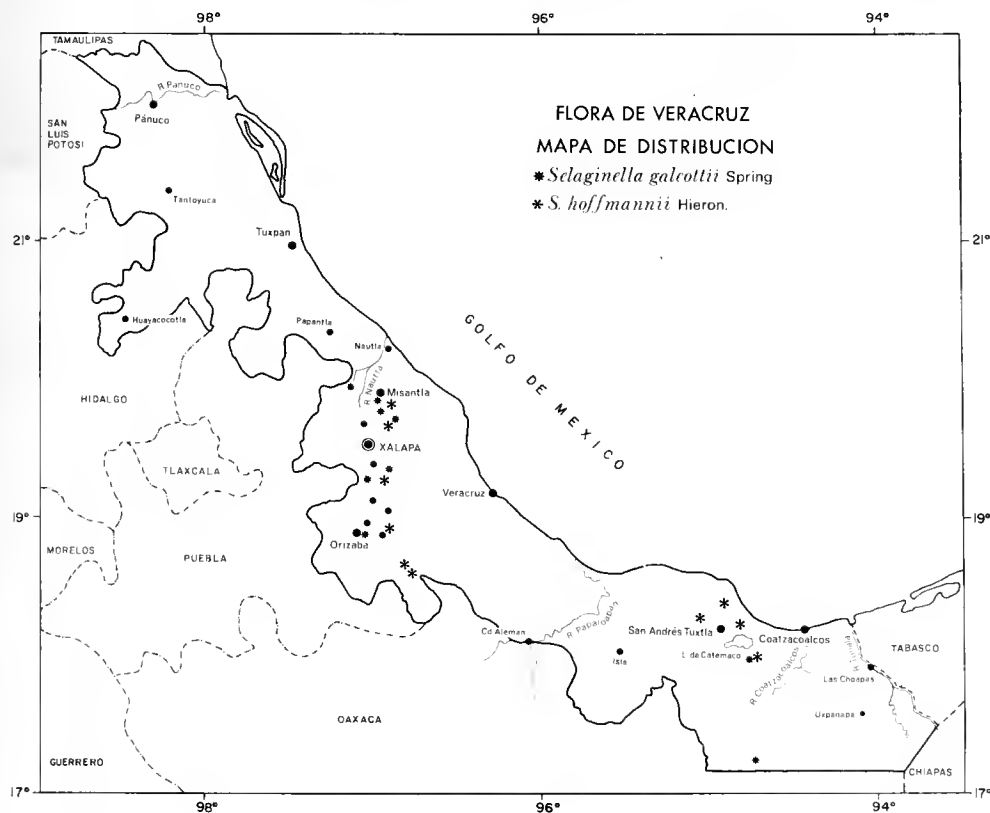 98° 96° 94°
TAMAULIPAS
R. Panuco
Pánuco
SAN
LUIS
POTOSI
FLORA DE VERACRUZ
MAPA DE DISTRIBUCION
Selaginella galeottii Spring
S. hoffmannii Hieron.
Tantoyuca
Tuxpan
21° 21°
Huayacocotla
Papantla
Nautla
GOLFO DE MEXICO
R. Nautla
Misantla
HIDALGO
XALAPA
TLAXCALA
Veracruz
19° 19°
Orizaba
MORELOS
PUEBLA
R. Papaloapan
San Andrés Tuxtla
Coatzacoalcos
Cd Aleman
TABASCO
Isla
L. de Catemaco
R. Coatzacoalcos
Las Choapas
Uxpanapa
OAXACA
GUERRERO
CHIAPAS
17° 17°
98° 96° 94°